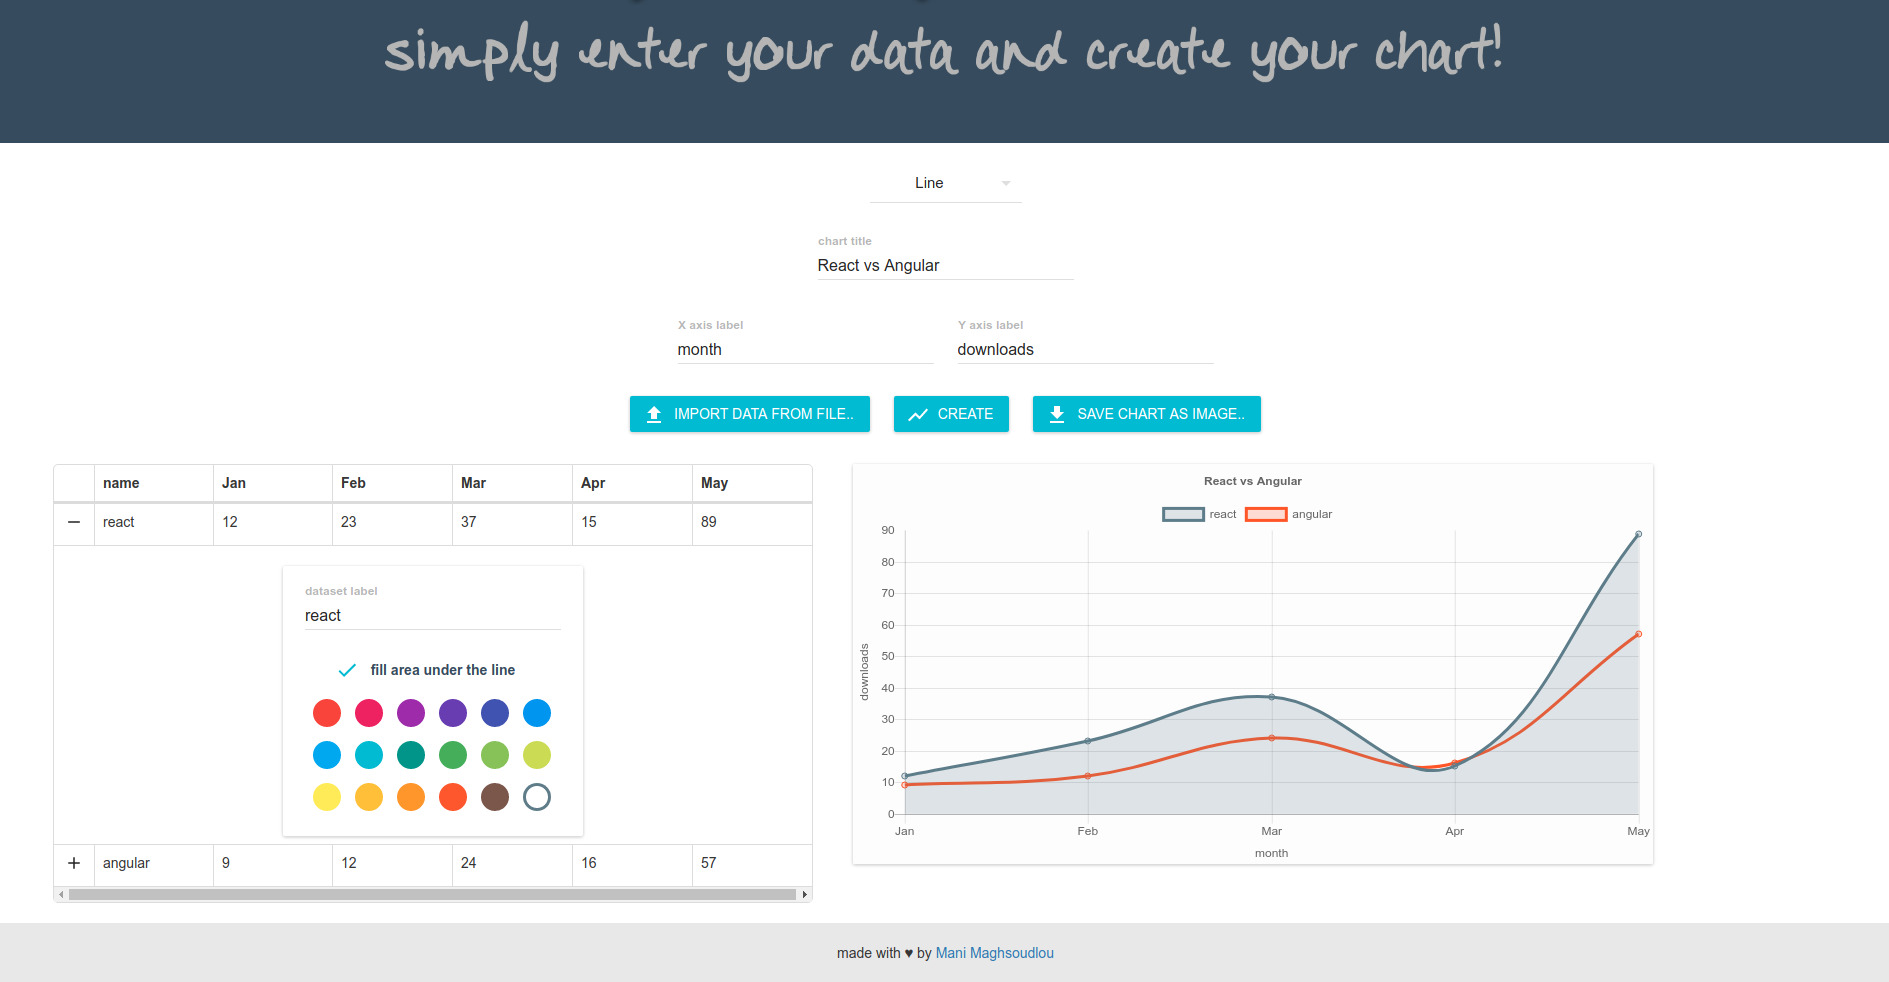 simply enter your data and create your chart!
Line
chart title
React vs Angular
X axis label
Y axis label
month
downloads
IMPORT DATA FROM FILE..
CREATE
SAVE CHART AS IMAGE..
name Jan Feb Mar Apr May
react 12 23 37 15 89
dataset label
react
fill area under the line
angular 9 12 24 16 57
React vs Angular
react angular
90
80
70
60
50
40
30
20
10
0
downloads
Jan Feb Mar Apr May
month
made with ♥ by Mani Maghsoudlou